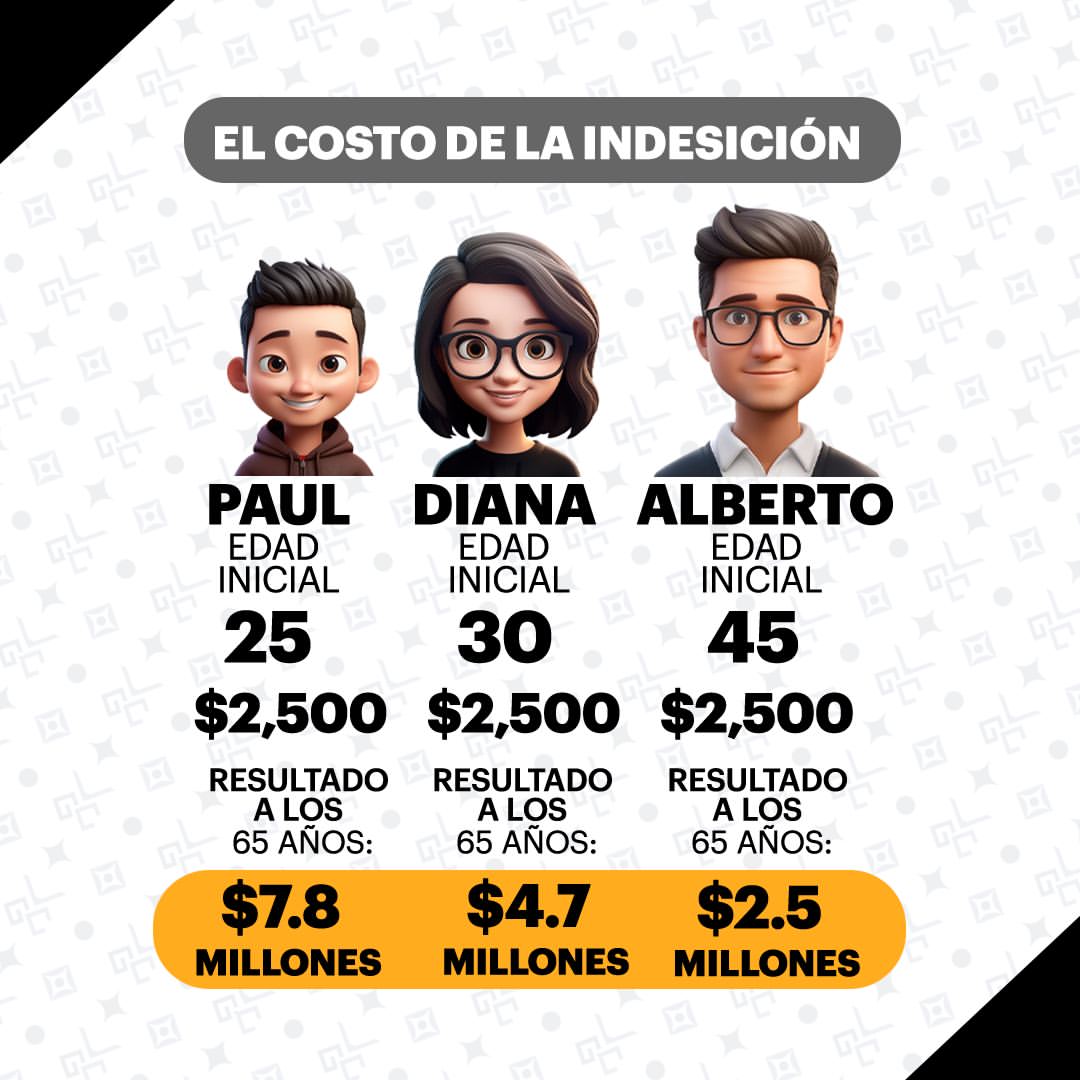 EL COSTO DE LA INDESICIÓN
PAUL
EDAD
INICIAL
25
$2,500
RESULTADO
A LOS
65 AÑOS:
$7.8
MILLONES
DIANA
EDAD
INICIAL
30
$2,500
RESULTADO
A LOS
65 AÑOS:
$4.7
MILLONES
ALBERTO
EDAD
INICIAL
45
$2,500
RESULTADO
A LOS
65 AÑOS:
$2.5
MILLONES